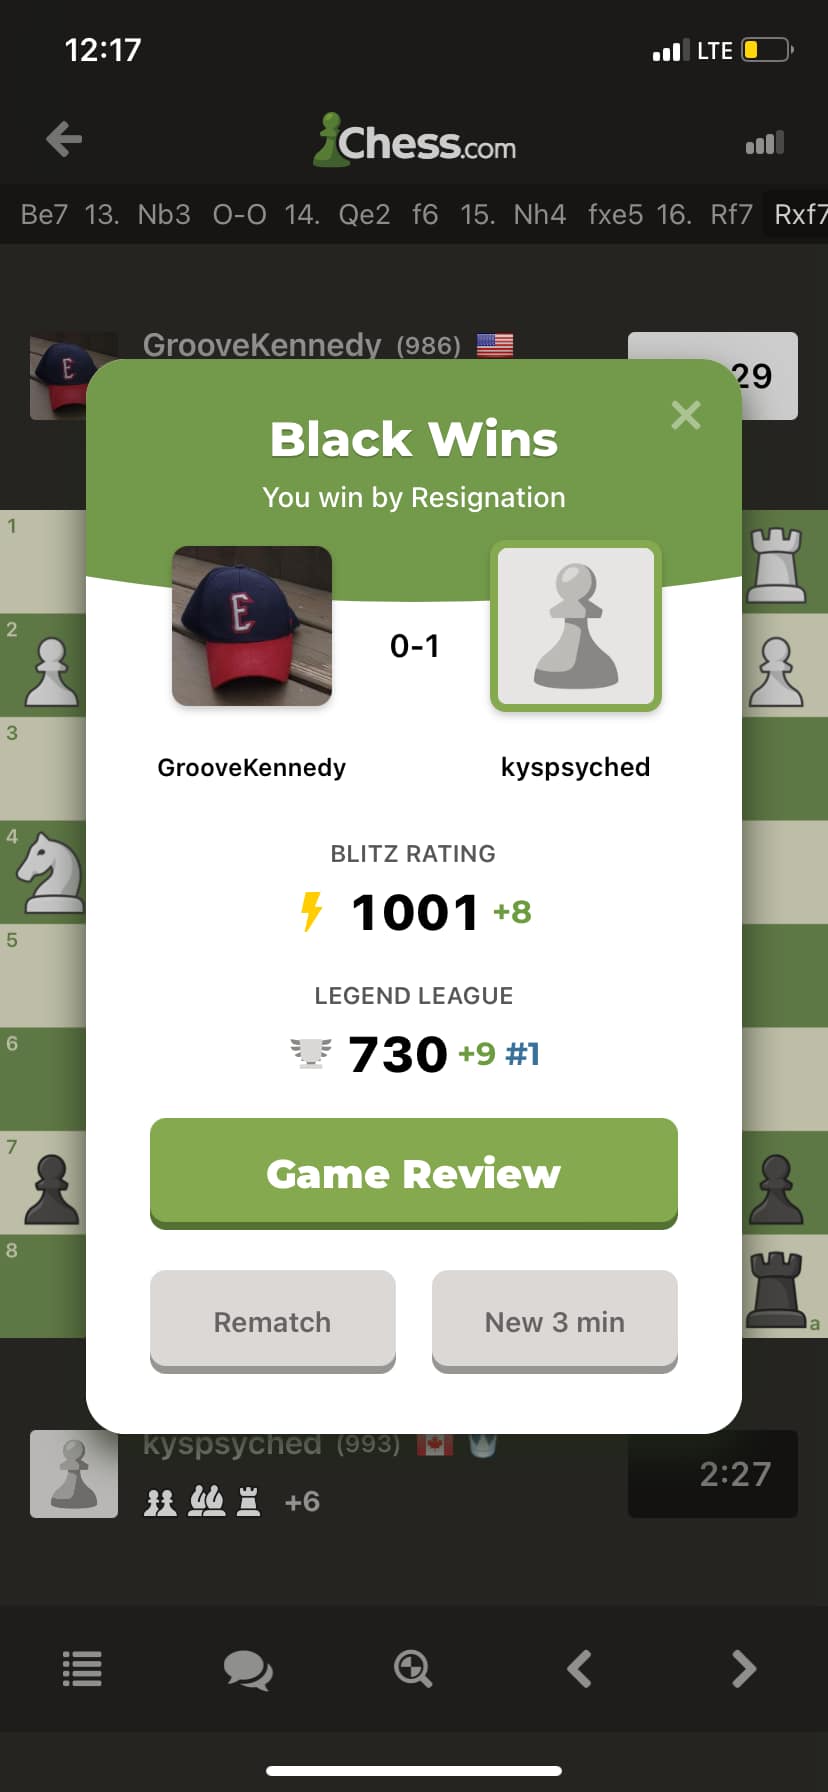 12:17 LTE
Chess.com
Be7 13. Nb3 O-O 14. Qe2 f6 15. Nh4 fxe5 16. Rf7 Rxf7
GrooveKennedy (986)
29
Black Wins
You win by Resignation
E
E
0-1
GrooveKennedy kyspsyched
BLITZ RATING
1001 +8
LEGEND LEAGUE
730 +9 #1
Game Review
Rematch New 3 min
1
2
3
4
5
6
7
8
a
kyspsyched (993)
2:27
+6